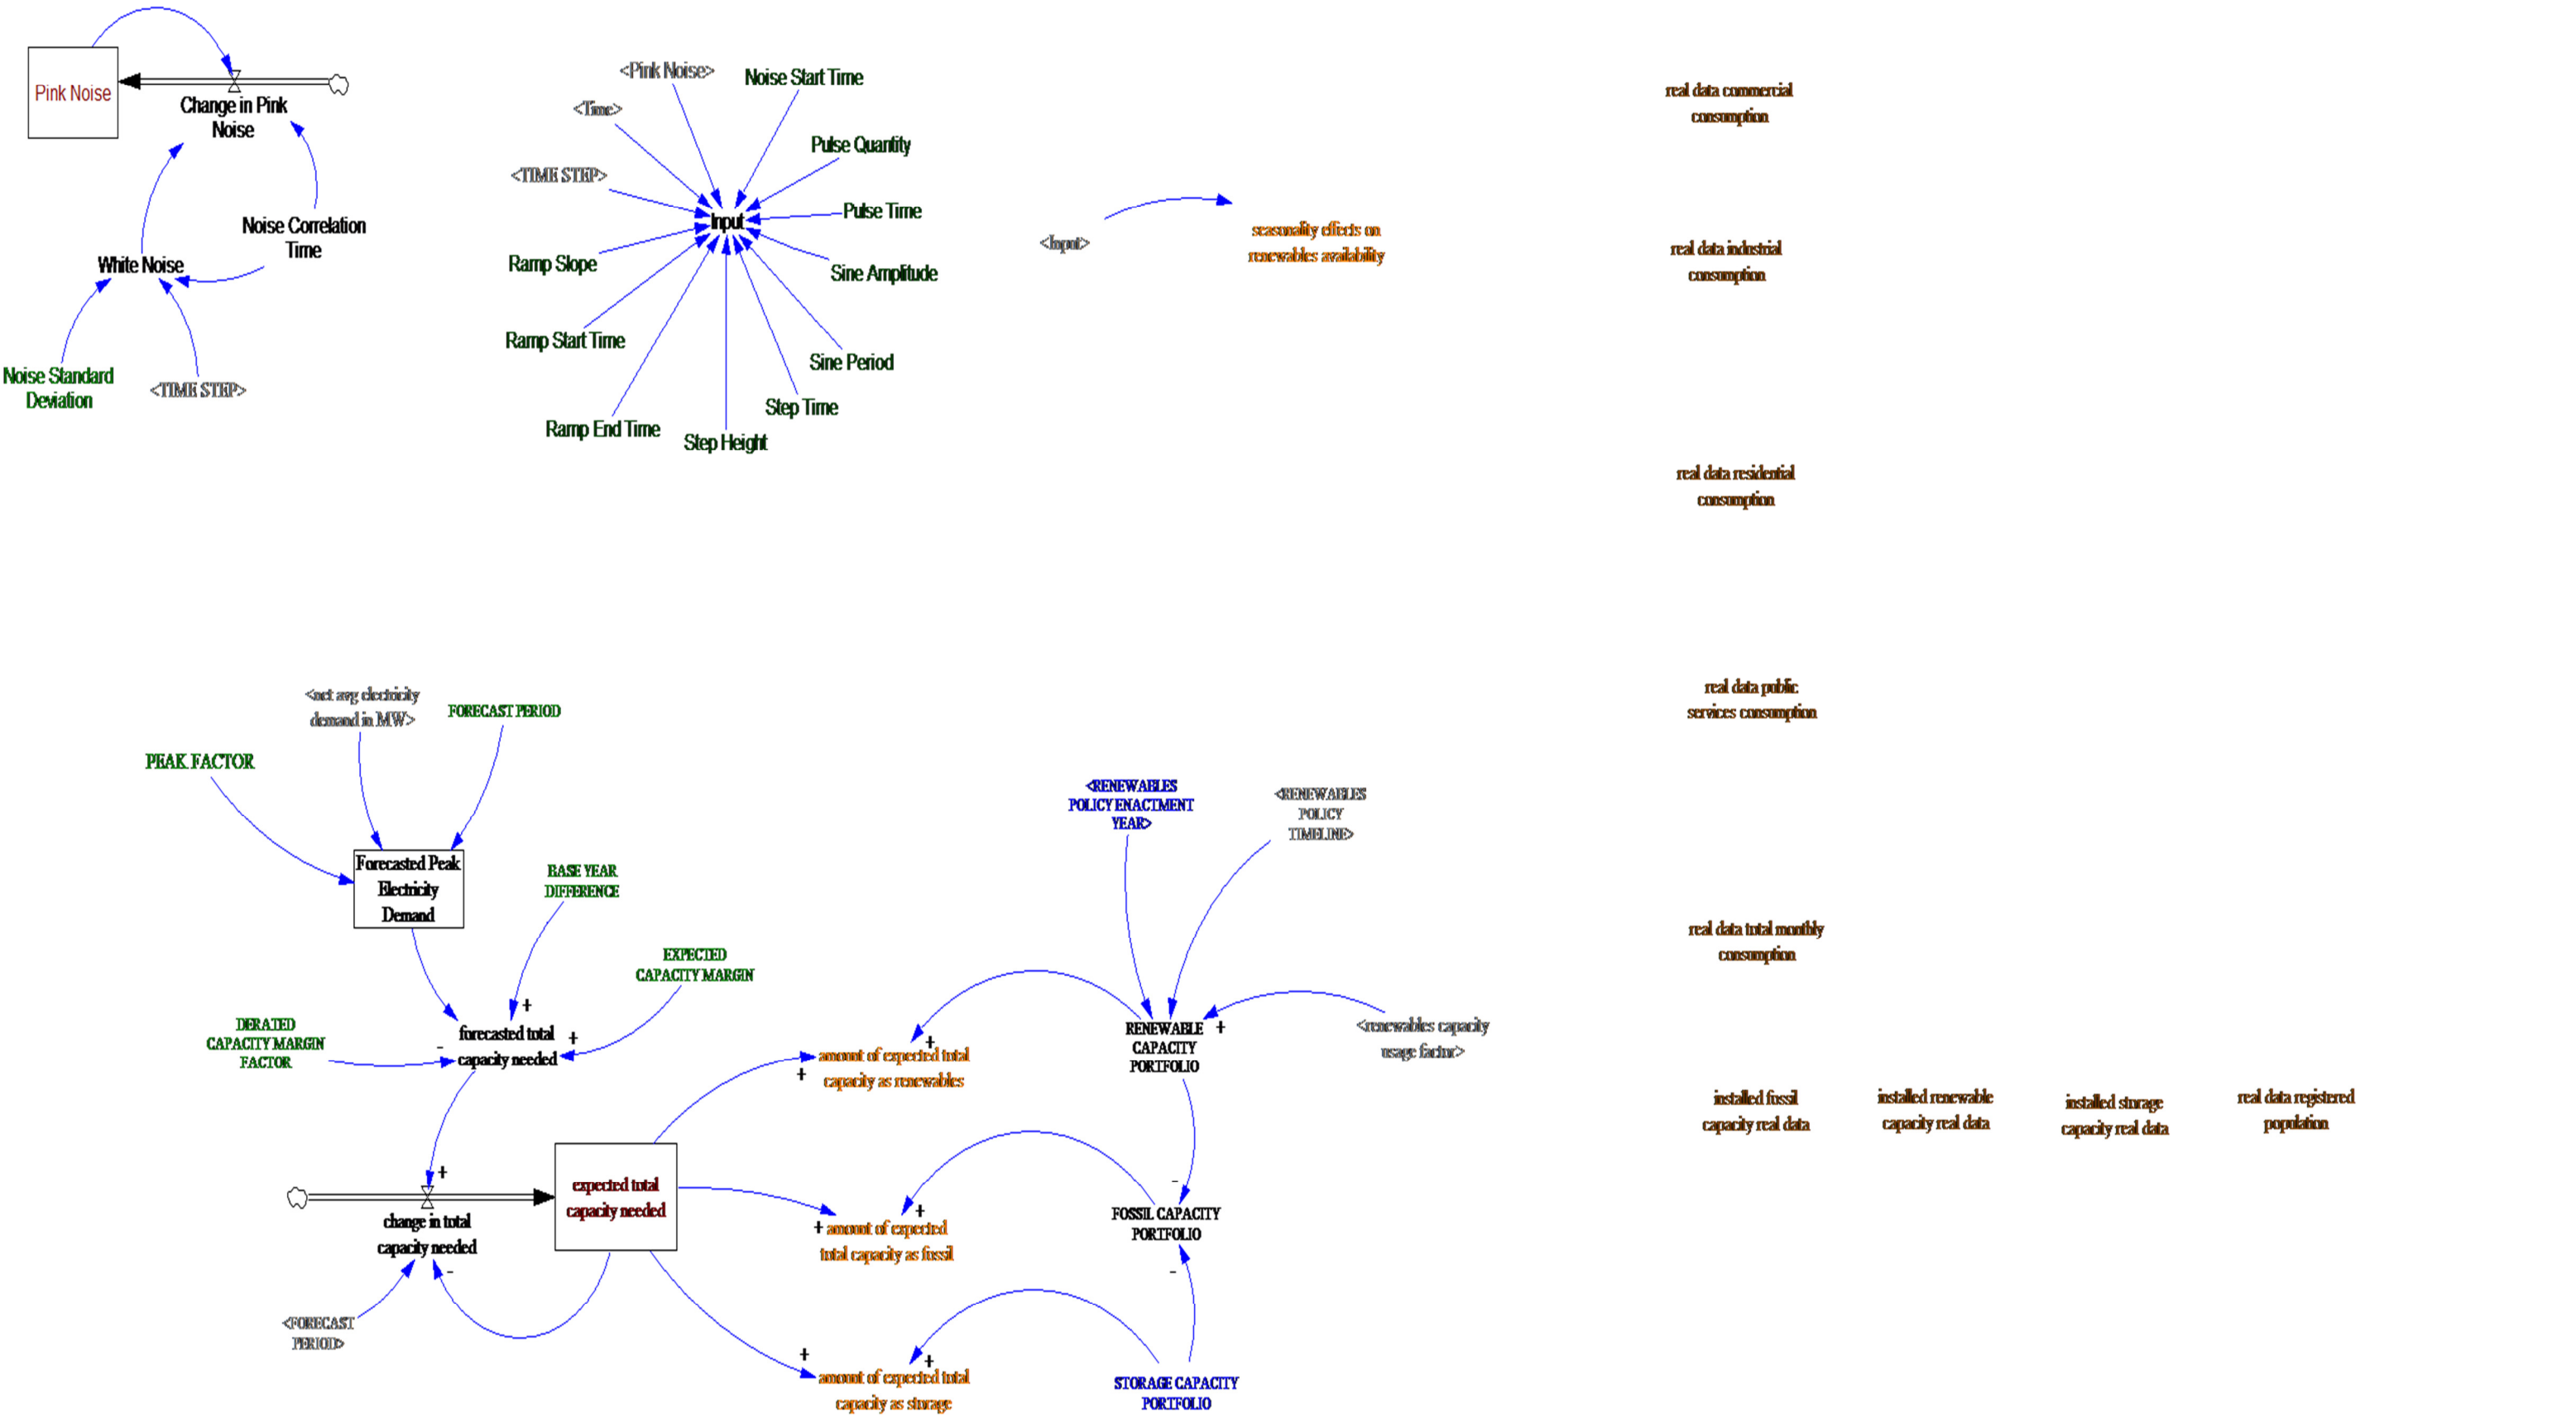 Pink Noise
Change in Pink
Noise
White Noise
Noise Correlation
Time
Noise Standard
Deviation
<TIME STEP>
<Pink Noise>
Noise Start Time
<Time>
Pulse Quantity
<TIME STEP>
Pulse Time
Input
Ramp Slope
Sine Amplitude
Ramp Start Time
Sine Period
Step Time
Ramp End Time
Step Height
<Input>
seasonality effects on
renewables availability
real data commercial
consumption
real data industrial
consumption
real data residential
consumption
real data public
services consumption
real data total monthly
consumption
installed fossil
capacity real data
installed renewable
capacity real data
installed storage
capacity real data
real data registered
population
<net avg electricity
demand in MW>
FORECAST PERIOD
PEAK FACTOR
Forecasted Peak
Electricity
Demand
BASE YEAR
DIFFERENCE
EXPECTED
CAPACITY MARGIN
DERATED
CAPACITY MARGIN
FACTOR
-
+
+
forecasted total
capacity needed
+
change in total
capacity needed
-
<FORECAST
PERIOD>
expected total
capacity needed
+
+
amount of expected total
capacity as renewables
+
+ amount of expected
total capacity as fossil
+
+
amount of expected total
capacity as storage
<RENEWABLES
POLICY ENACTMENT
YEAR>
<RENEWABLES
POLICY
TIMELINE>
RENEWABLE +
CAPACITY
PORTFOLIO
<renewables capacity
usage factor>
-
FOSSIL CAPACITY
PORTFOLIO
-
STORAGE CAPACITY
PORTFOLIO